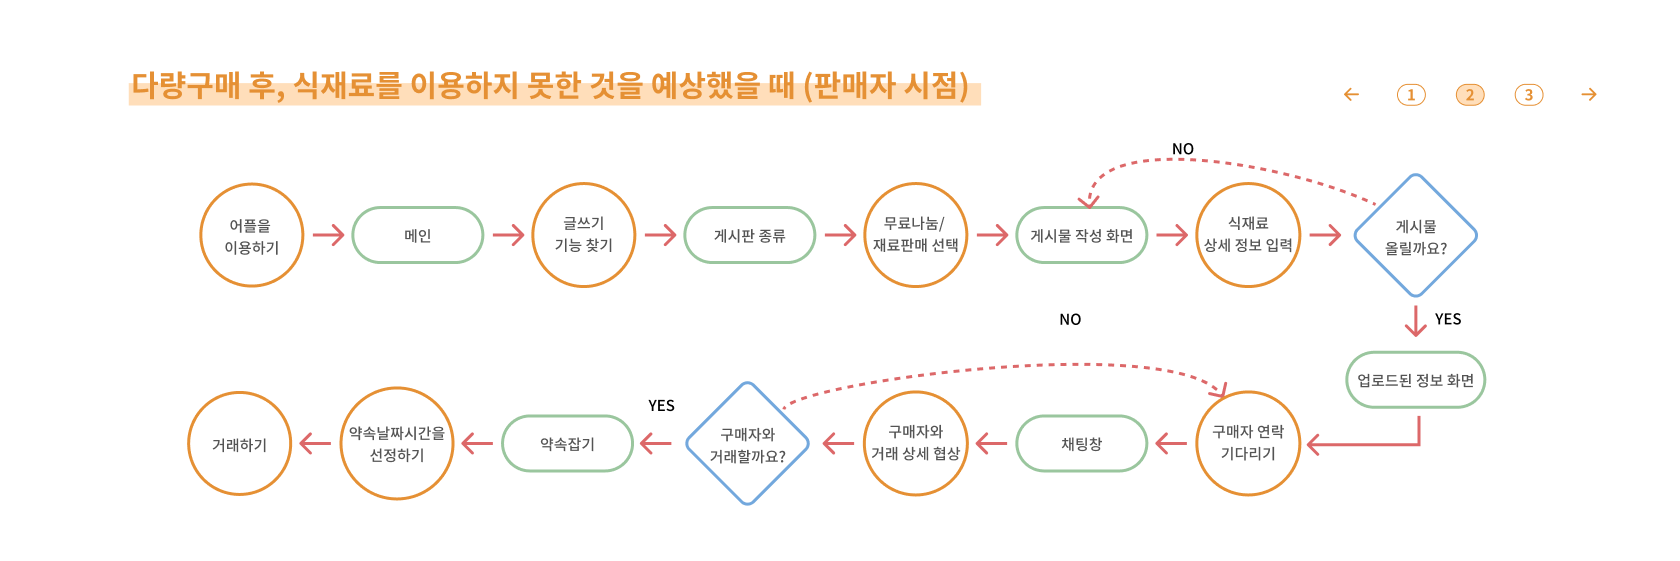 다량구매 후, 식재료를 이용하지 못한 것을 예상했을 때 (판매자 시점)
← 1 2 3 →
NO
어플을
이용하기
메인
글쓰기
기능 찾기
게시판 종류
무료나눔/
재료판매 선택
게시물 작성 화면
식재료
상세 정보 입력
게시물
올릴까요?
YES
업로드된 정보 화면
NO
구매자 연락
기다리기
채팅창
구매자와
거래 상세 협상
구매자와
거래할까요?
YES
약속잡기
약속날짜시간을
선정하기
거래하기